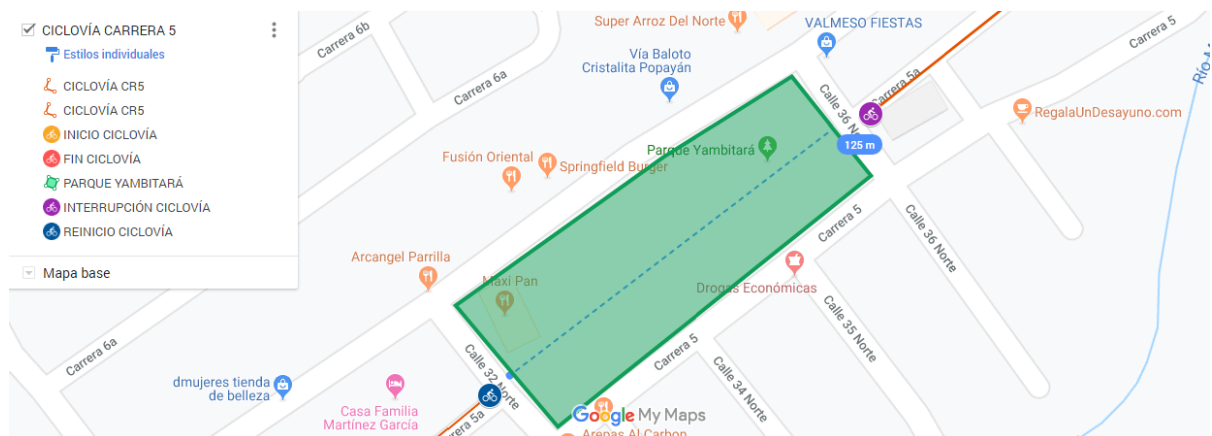 CICLOVÍA CARRERA 5
Estilos individuales
CICLOVÍA CR5
CICLOVÍA CR5
INICIO CICLOVÍA
FIN CICLOVÍA
PARQUE YAMBITARÁ
INTERRUPCIÓN CICLOVÍA
REINICIO CICLOVÍA
Mapa base
Carrera 6b
Super Arroz Del Norte
VALMESO FIESTAS
Carrera 5
Vía Baloto
Cristalita Popayán
Carrera 6a
Carrera 5a
RegalaUnDesayuno.com
Calle 36 Norte
125 m
Parque Yambitará
Fusión Oriental
Springfield Burger
Carrera 5
Calle 36 Norte
Arcangel Parrilla
Maxi Pan
Drogas Económicas
Calle 35 Norte
Carrera 6a
Calle 32 Norte
Carrera 5
Calle 34 Norte
dmujeres tienda
de belleza
Casa Familia
Martínez García
Google My Maps
Arepas Al Carbon